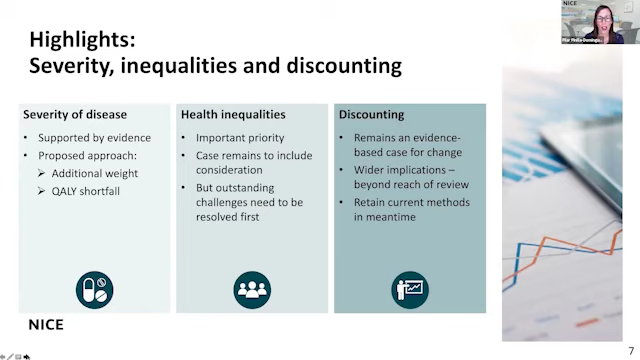 NICE
Highlights:
Severity, inequalities and discounting
Severity of disease
• Supported by evidence
• Proposed approach:
➢ Additional weight
➢ QALY shortfall
Health inequalities
• Important priority
• Case remains to include
consideration
• But outstanding
challenges need to be
resolved first
Discounting
• Remains an evidence-
based case for change
• Wider implications –
beyond reach of review
• Retain current methods
in meantime
NICE
7